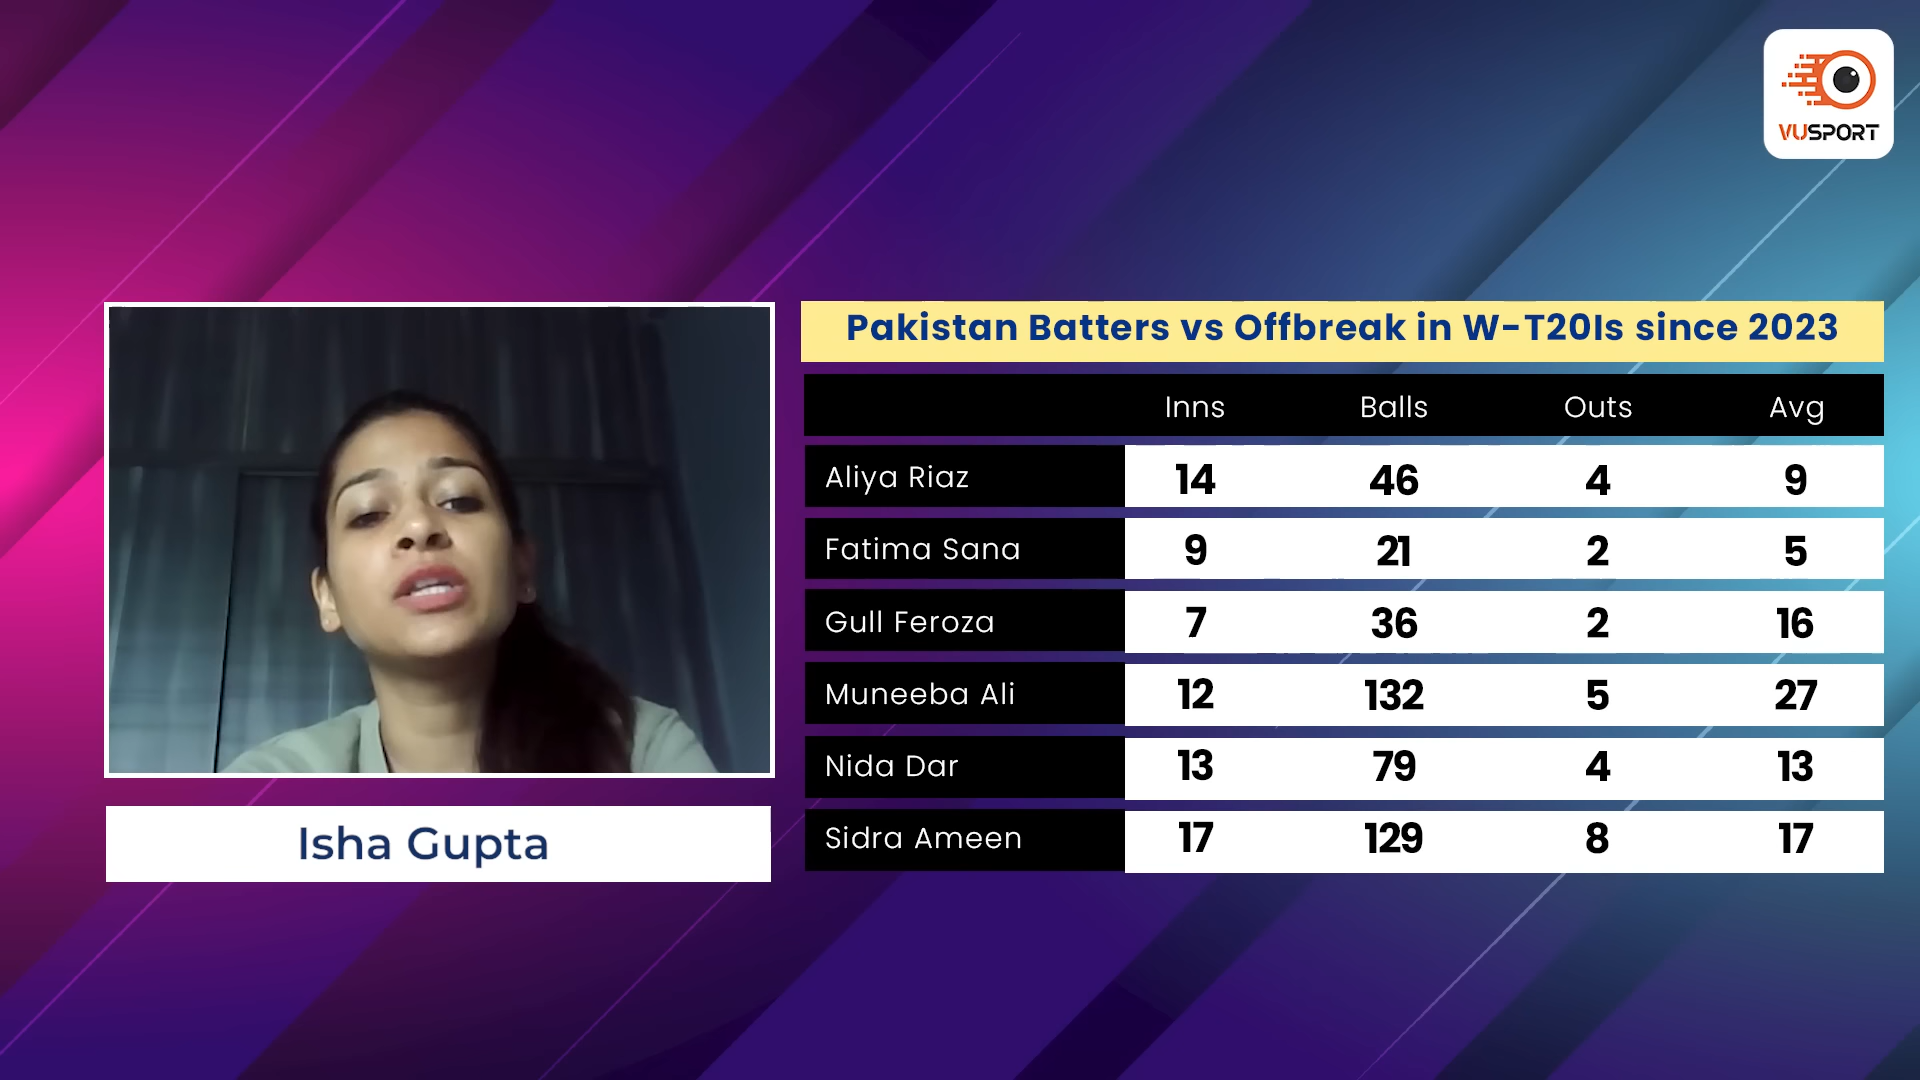 VUSPORT
Pakistan Batters vs Offbreak in W-T20Is since 2023
Inns Balls Outs Avg
Aliya Riaz 14 46 4 9
Fatima Sana 9 21 2 5
Gull Feroza 7 36 2 16
Muneeba Ali 12 132 5 27
Nida Dar 13 79 4 13
Sidra Ameen 17 129 8 17
Isha Gupta